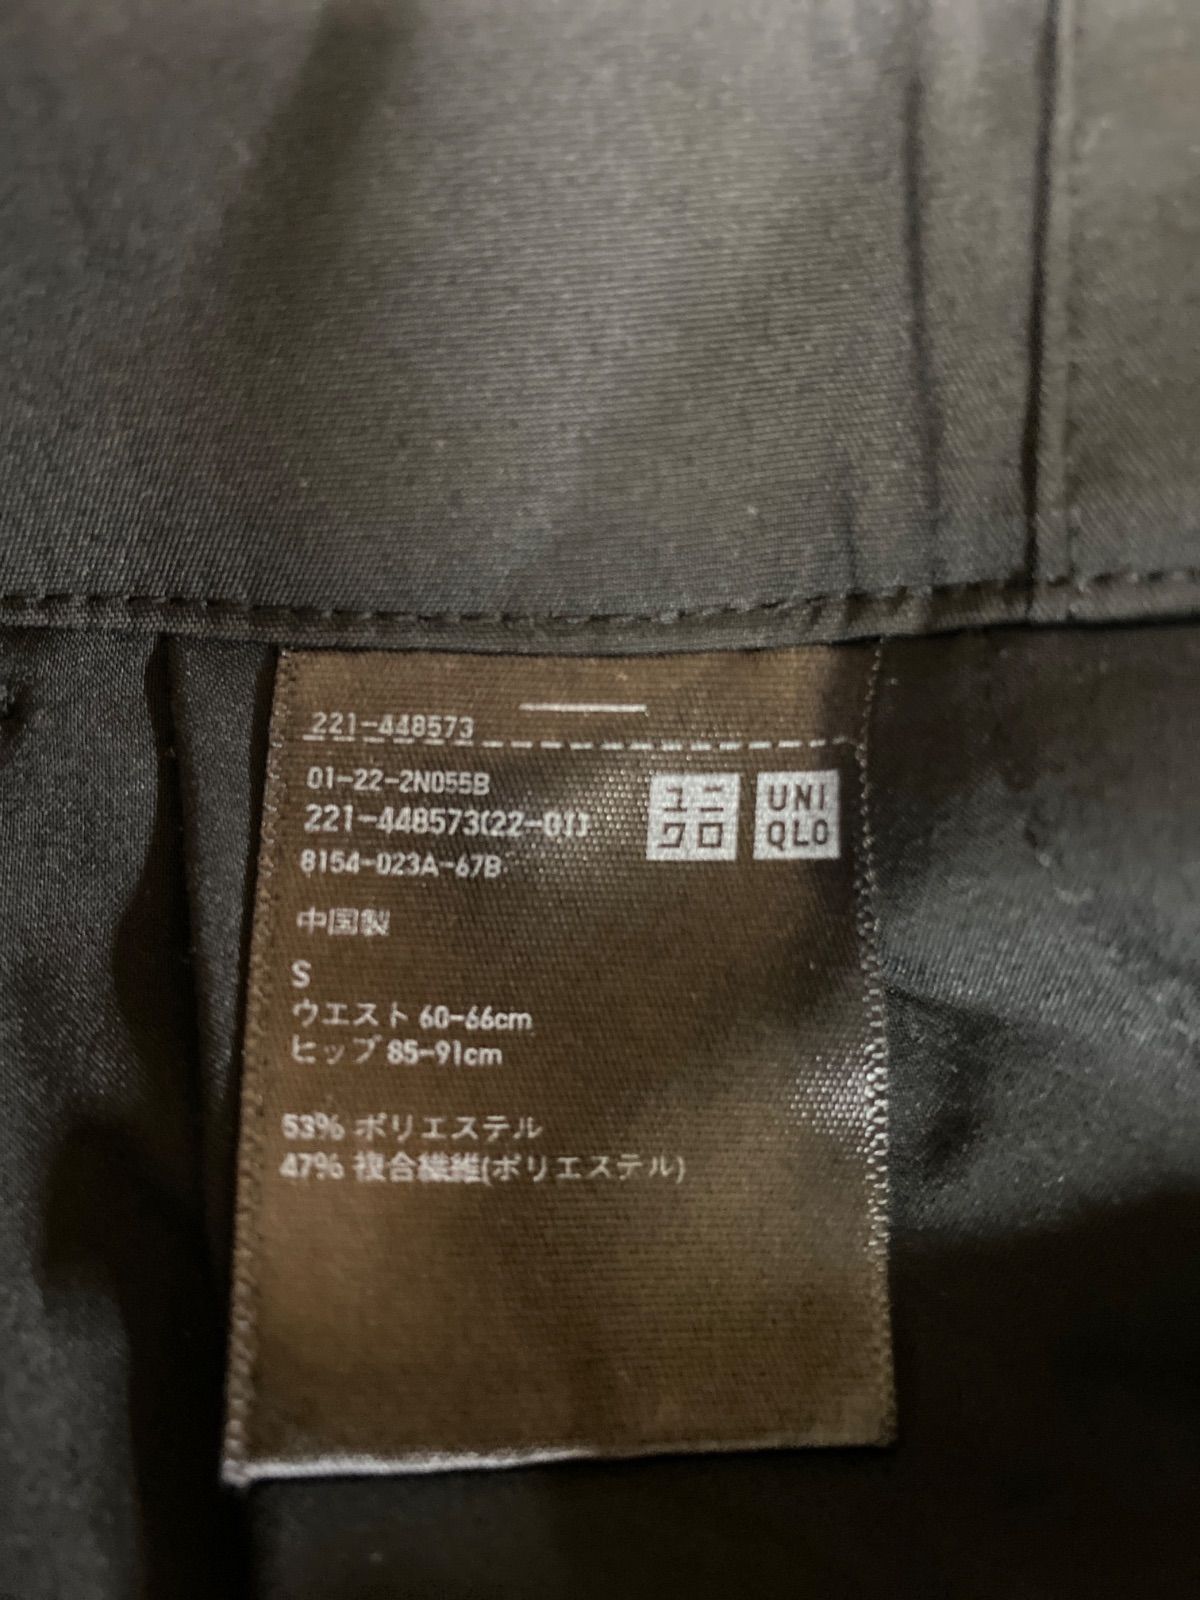 221-448573
01-22-2N055B
221-448573(22-01)
8154-023A-67B
ユニ
クロ
UNI
QLO
中国製
S
ウエスト 60-66cm
ヒップ 85-91cm
53% ポリエステル
47% 複合繊維(ポリエステル)